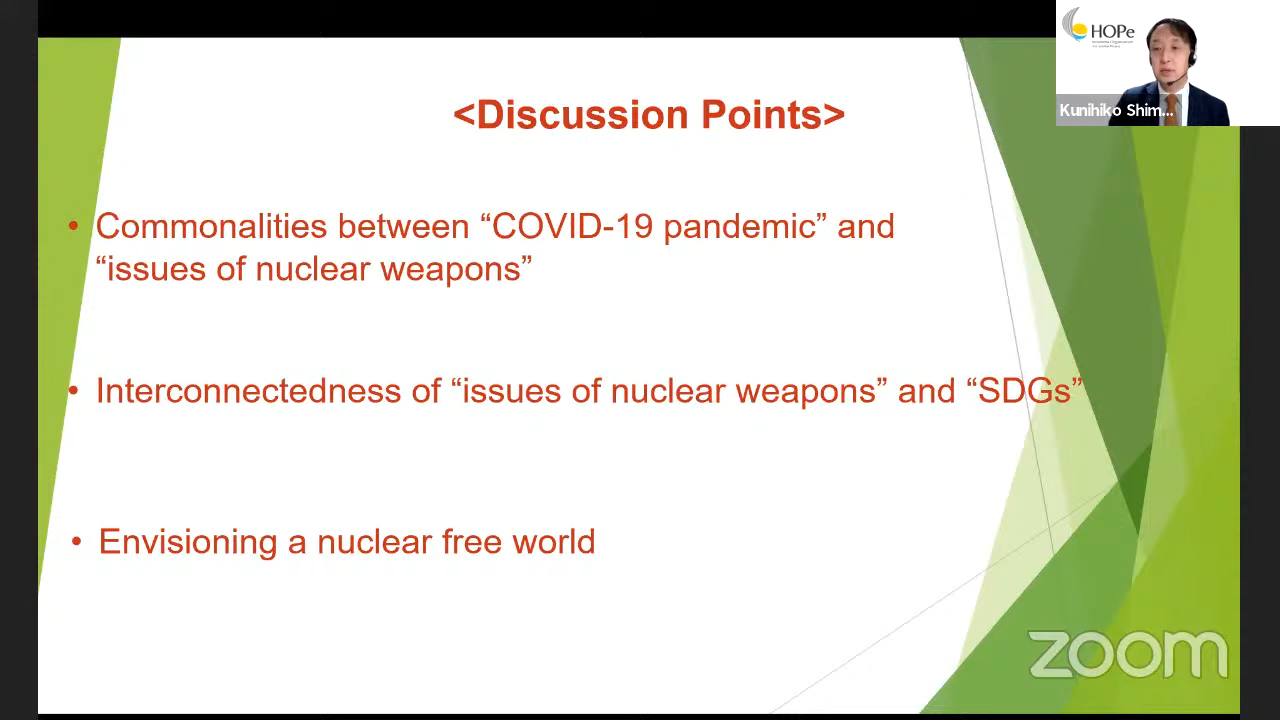 HOPe
Kunihiko Shim...
<Discussion Points>
• Commonalities between “COVID-19 pandemic” and
“issues of nuclear weapons”
• Interconnectedness of “issues of nuclear weapons” and “SDGs”
• Envisioning a nuclear free world
zoom